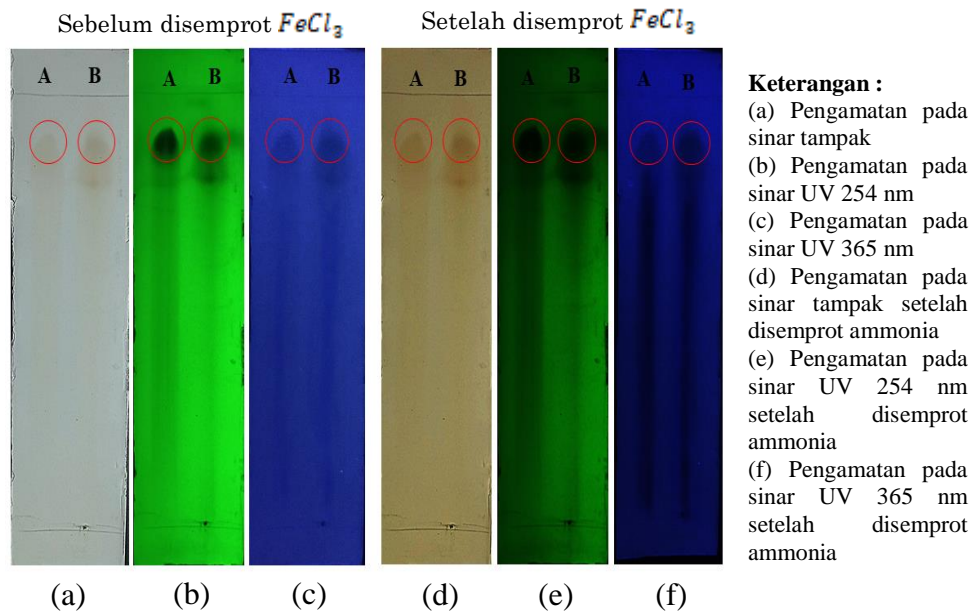 Sebelum disemprot FeCl₃
Setelah disemprot FeCl₃
A B
A B
A B
A B
A B
A B
(a) (b) (c) (d) (e) (f)
Keterangan :
(a) Pengamatan pada
sinar tampak
(b) Pengamatan pada
sinar UV 254 nm
(c) Pengamatan pada
sinar UV 365 nm
(d) Pengamatan pada
sinar tampak setelah
disemprot ammonia
(e) Pengamatan pada
sinar UV 254 nm
setelah disemprot
ammonia
(f) Pengamatan pada
sinar UV 365 nm
setelah disemprot
ammonia